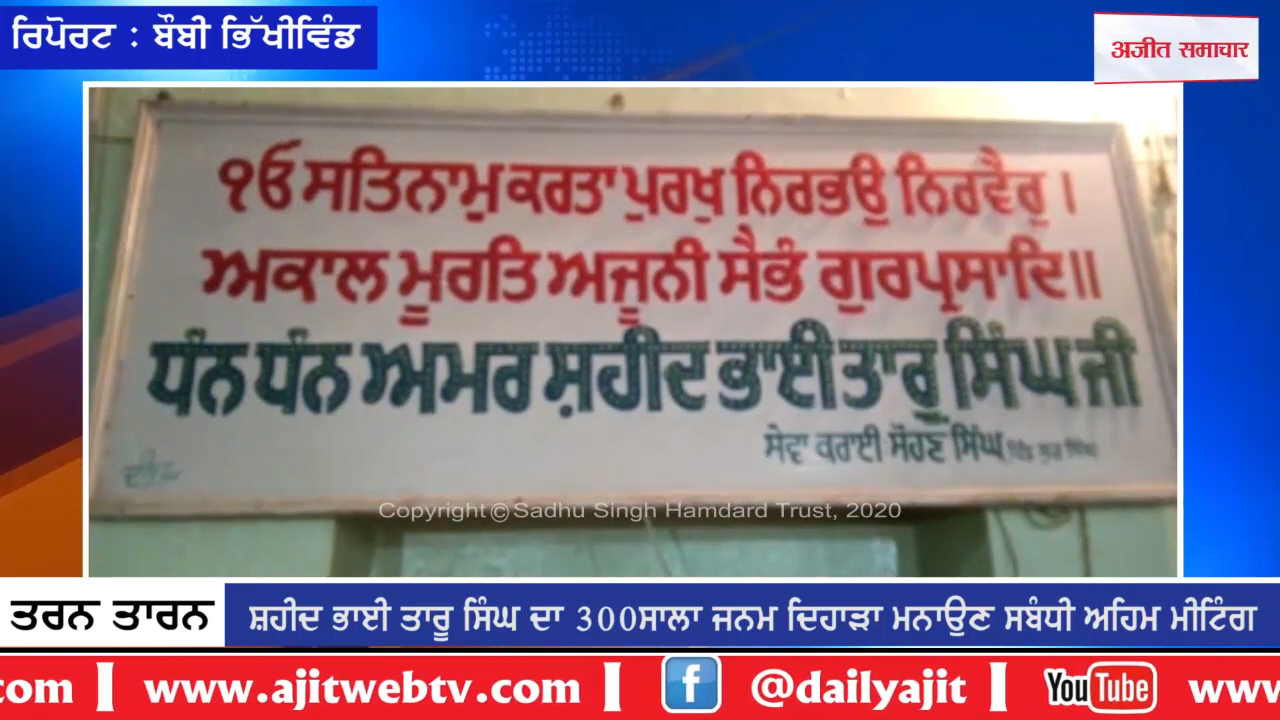 ਰਿਪੋਰਟ : ਬੌਬੀ ਭਿੱਖੀਵਿੰਡ
अजीत समाचार
੧ਓ ਸਤਿਨਾਮੁ ਕਰਤਾ ਪੁਰਖੁ ਨਿਰਭਉ ਨਿਰਵੈਰੁ ।
ਅਕਾਲ ਮੂਰਤਿ ਅਜੂਨੀ ਸੈਭੰ ਗੁਰਪ੍ਰਸਾਦਿ॥
ਧੰਨ ਧੰਨ ਅਮਰ ਸ਼ਹੀਦ ਭਾਈ ਤਾਰੂ ਸਿੰਘ ਜੀ
ਸੇਵਾ ਕਰਾਈ ਸੋਹਣ ਸਿੰਘ
Copyright © Sadhu Singh Hamdard Trust, 2020
ਤਰਨ ਤਾਰਨ
ਸ਼ਹੀਦ ਭਾਈ ਤਾਰੂ ਸਿੰਘ ਦਾ 300ਸਾਲਾ ਜਨਮ ਦਿਹਾੜਾ ਮਨਾਉਣ ਸਬੰਧੀ ਅਹਿਮ ਮੀਟਿੰਗ
com | www.ajitwebtv.com | f @dailyajit | YouTube www